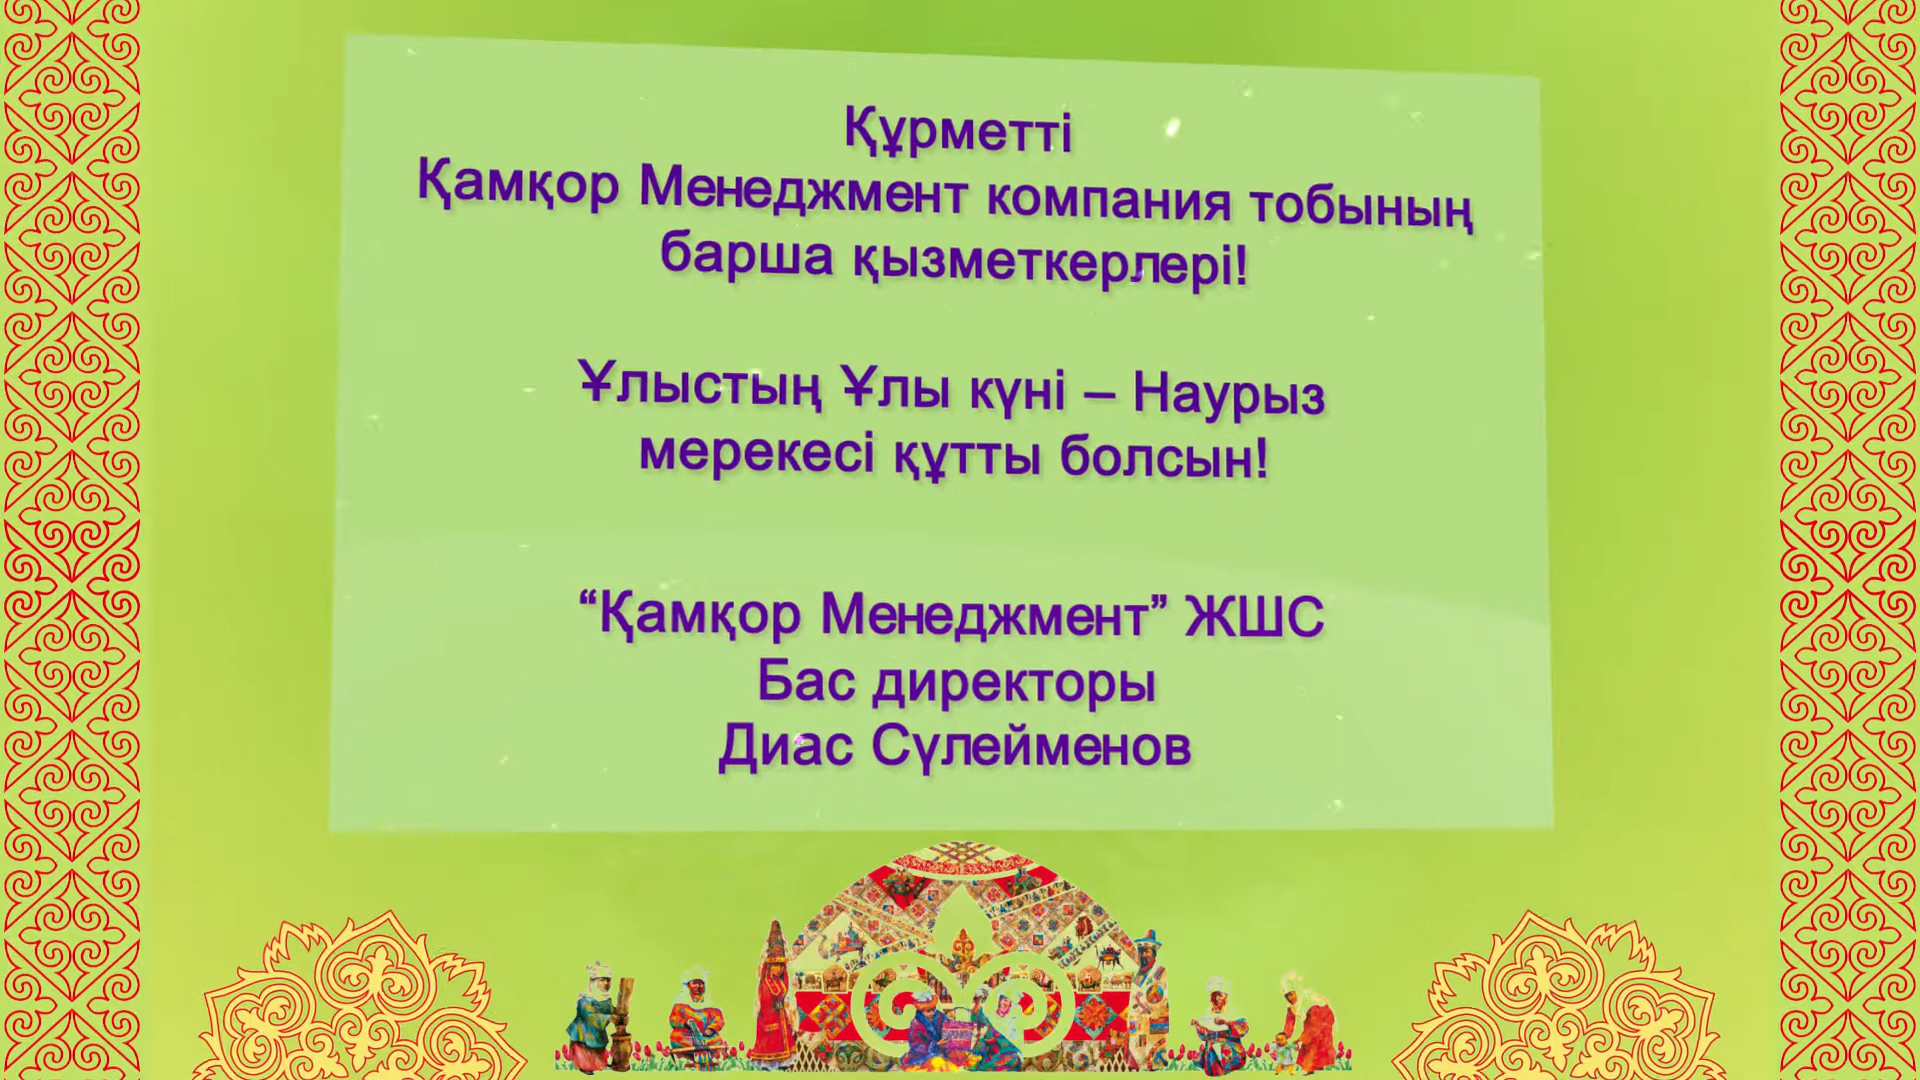 Құрметті
Қамқор Менеджмент компания тобының
барша қызметкерлері!
Ұлыстың Ұлы күні – Наурыз
мерекесі құтты болсын!
“Қамқор Менеджмент” ЖШС
Бас директоры
Диас Сүлейменов